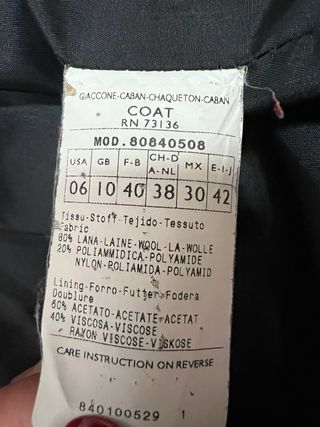 GIACCONE-CABAN-CHAQUETON-CABAN
COAT
RN 73136
MOD.80840508
USA GB F-B CH-D A-NL MX E-I-J
06 10 40 38 30 42
Tissu-Stoff-Tejido-Tessuto
Fabric
80% LANA-LAINE-WOOL-LA-WOLLE
20% POLIAMMIDICA-POLYAMIDE
NYLON-POLIAMIDA-POLYAMID
Lining-Forro-Futter-Fodera
Doublure
60% ACETATO-ACETATE-ACETAT
40% VISCOSA-VISCOSE
RAYON VISCOSE-VISKOSE
CARE INSTRUCTION ON REVERSE
840100529 1